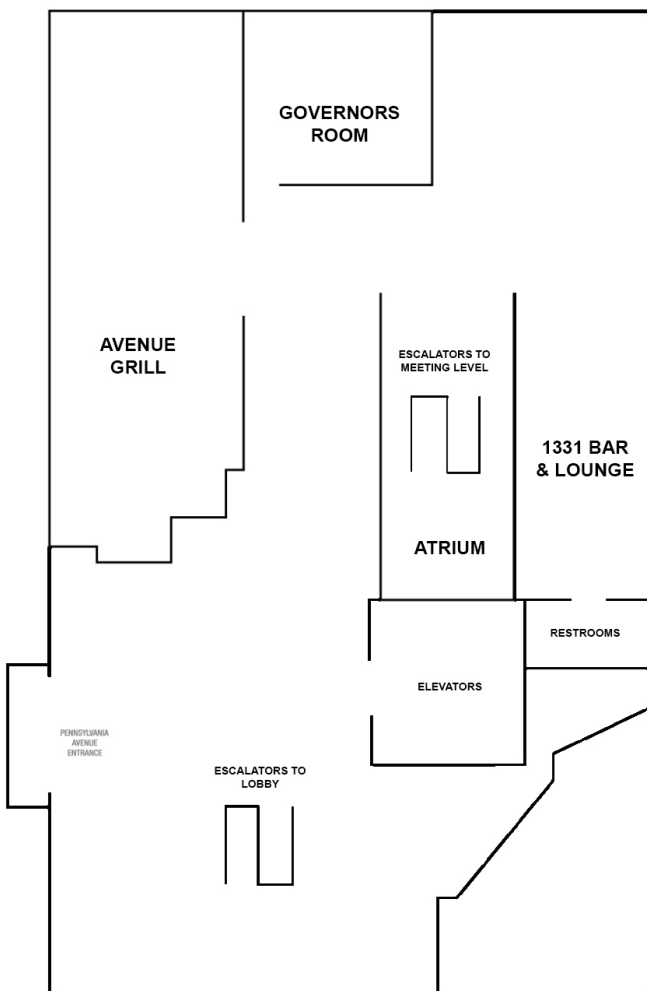 GOVERNORS
ROOM
AVENUE
GRILL
ESCALATORS TO
MEETING LEVEL
1331 BAR
& LOUNGE
ATRIUM
RESTROOMS
ELEVATORS
PENNSYLVANIA
AVENUE
ENTRANCE
ESCALATORS TO
LOBBY